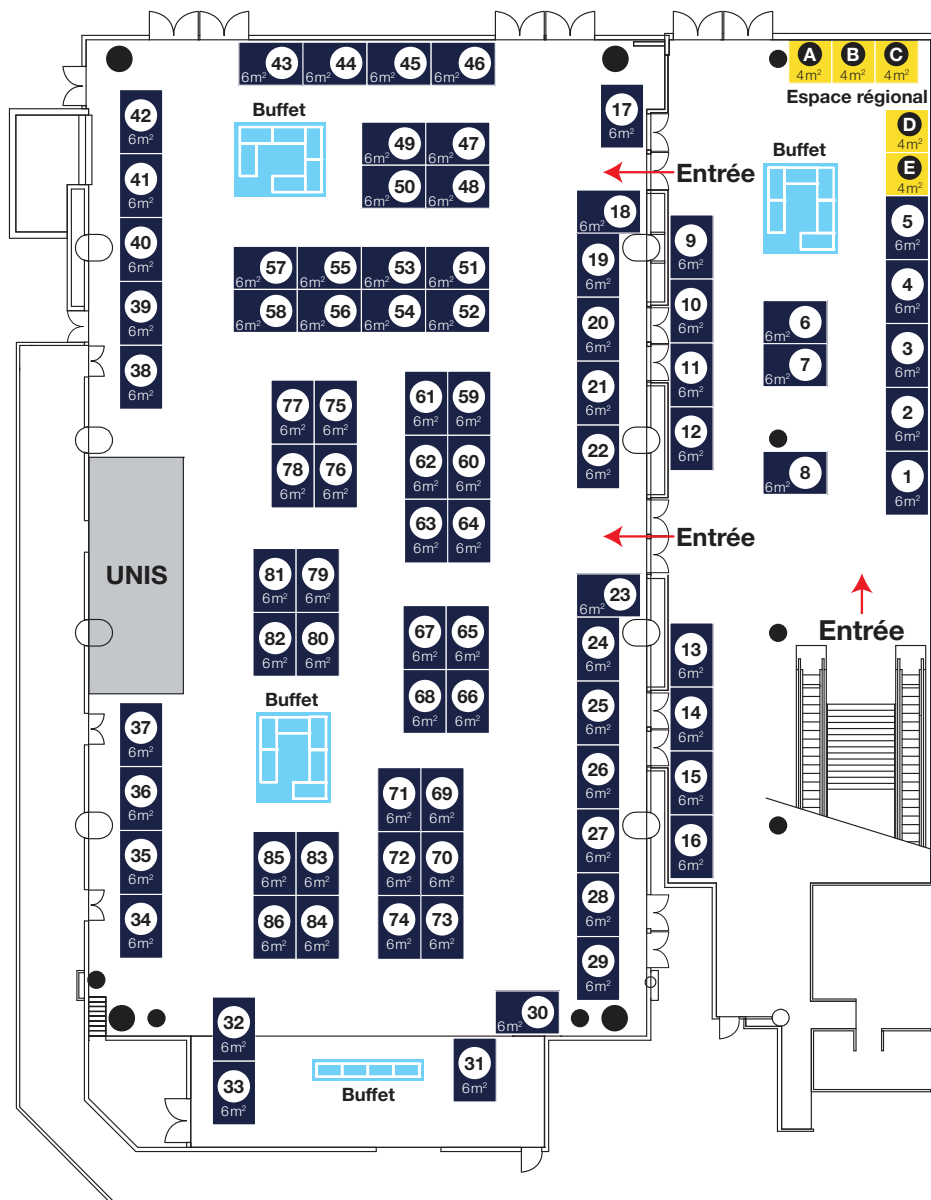 43 44 45 46
6m² 6m² 6m² 6m²
A B C
4m² 4m² 4m²
Espace régional
42
6m²
Buffet
17
6m²
D
4m²
49 47
6m² 6m²
50 48
6m² 6m²
Entrée
Buffet
E
4m²
41
6m²
18
6m²
5
6m²
40
6m²
9
6m²
19
6m²
57 55 53 51
6m² 6m² 6m² 6m²
58 56 54 52
6m² 6m² 6m² 6m²
39
6m²
20
6m²
10
6m²
4
6m²
6
6m²
7
6m²
38
6m²
21
6m²
11
6m²
3
6m²
77 75
6m² 6m²
78 76
6m² 6m²
61 59
6m² 6m²
62 60
6m² 6m²
63 64
6m² 6m²
22
6m²
12
6m²
2
6m²
8
6m²
1
6m²
Entrée
UNIS
81 79
6m² 6m²
82 80
6m² 6m²
23
6m²
67 65
6m² 6m²
68 66
6m² 6m²
24
6m²
13
6m²
Entrée
Buffet
25
6m²
14
6m²
37
6m²
36
6m²
26
6m²
15
6m²
71 69
6m² 6m²
72 70
6m² 6m²
74 73
6m² 6m²
27
6m²
16
6m²
35
6m²
85 83
6m² 6m²
86 84
6m² 6m²
34
6m²
28
6m²
29
6m²
32
6m²
30
6m²
33
6m²
31
6m²
Buffet